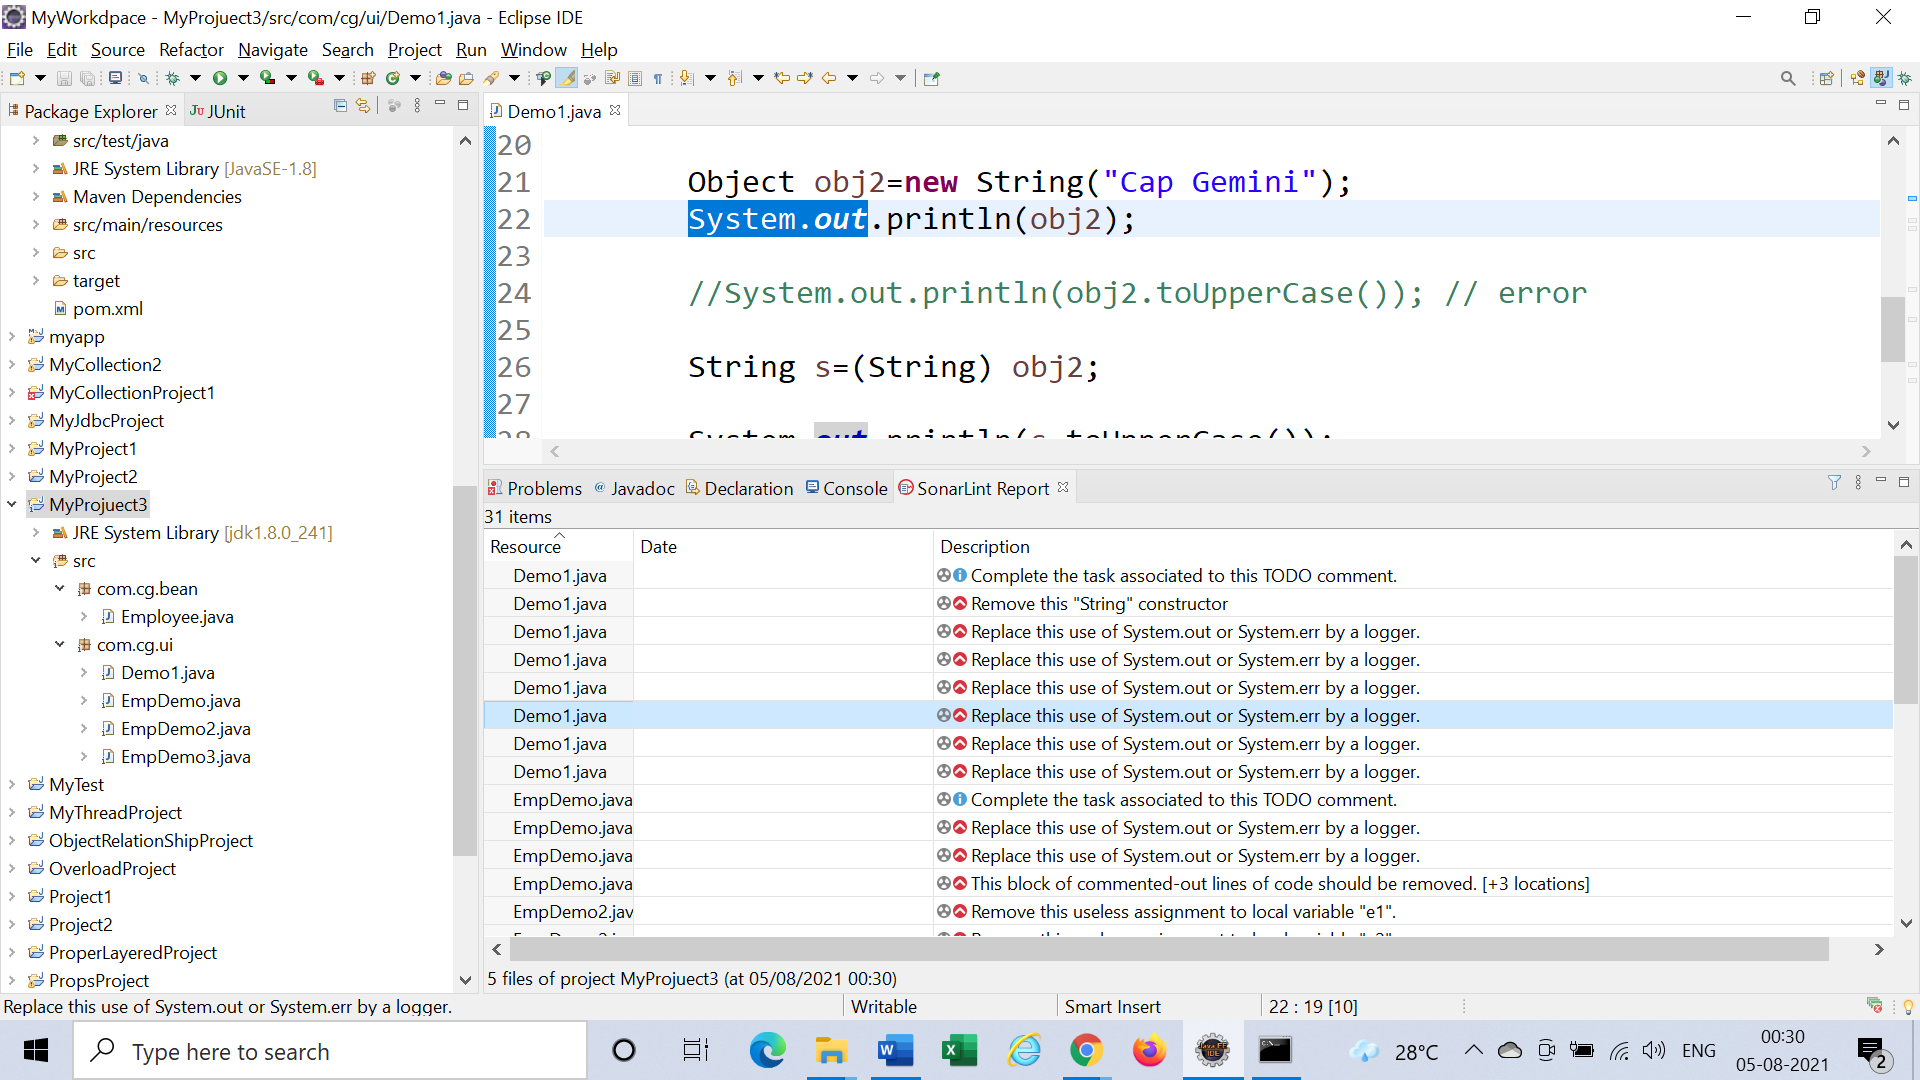 MyWorkdpace - MyProjuect3/src/com/cg/ui/Demo1.java - Eclipse IDE
File Edit Source Refactor Navigate Search Project Run Window Help
Package Explorer
JUnit
src/test/java
JRE System Library [JavaSE-1.8]
Maven Dependencies
src/main/resources
src
target
pom.xml
myapp
MyCollection2
MyCollectionProject1
MyJdbcProject
MyProject1
MyProject2
MyProjuect3
JRE System Library [jdk1.8.0_241]
src
com.cg.bean
Employee.java
com.cg.ui
Demo1.java
EmpDemo.java
EmpDemo2.java
EmpDemo3.java
MyTest
MyThreadProject
ObjectRelationShipProject
OverloadProject
Project1
Project2
ProperLayeredProject
PropsProject
Demo1.java
20
21 Object obj2=new String("Cap Gemini");
22 System.out.println(obj2);
23
24 //System.out.println(obj2.toUpperCase()); // error
25
26 String s=(String) obj2;
27
28 System.out.println(s.toUpperCase());
Problems @ Javadoc Declaration Console SonarLint Report
31 items
Resource Date Description
Demo1.java Complete the task associated to this TODO comment.
Demo1.java Remove this "String" constructor
Demo1.java Replace this use of System.out or System.err by a logger.
Demo1.java Replace this use of System.out or System.err by a logger.
Demo1.java Replace this use of System.out or System.err by a logger.
Demo1.java Replace this use of System.out or System.err by a logger.
Demo1.java Replace this use of System.out or System.err by a logger.
Demo1.java Replace this use of System.out or System.err by a logger.
EmpDemo.java Complete the task associated to this TODO comment.
EmpDemo.java Replace this use of System.out or System.err by a logger.
EmpDemo.java Replace this use of System.out or System.err by a logger.
EmpDemo.java This block of commented-out lines of code should be removed. [+3 locations]
EmpDemo2.jav Remove this useless assignment to local variable "e1".
5 files of project MyProjuect3 (at 05/08/2021 00:30)
Replace this use of System.out or System.err by a logger.
Writable
Smart Insert
22 : 19 [10]
Type here to search
28°C
ENG
00:30
05-08-2021
2